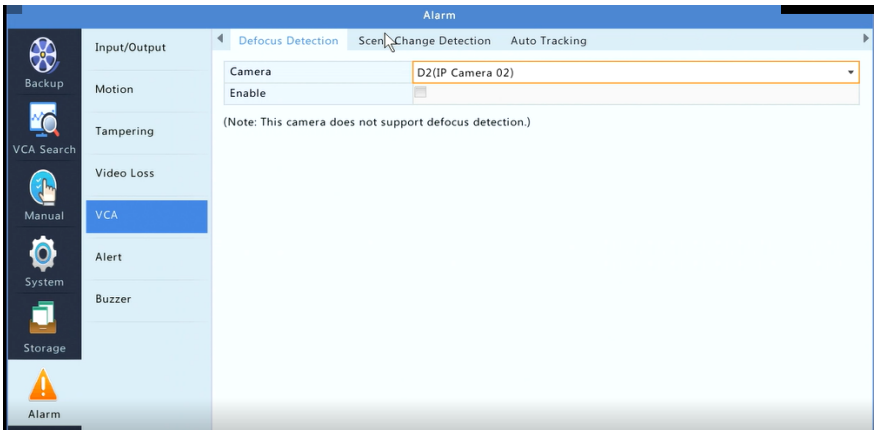 Alarm
Backup
VCA Search
Manual
System
Storage
Alarm
Input/Output
Motion
Tampering
Video Loss
VCA
Alert
Buzzer
Defocus Detection Scene Change Detection Auto Tracking
Camera D2(IP Camera 02)
Enable
(Note: This camera does not support defocus detection.)